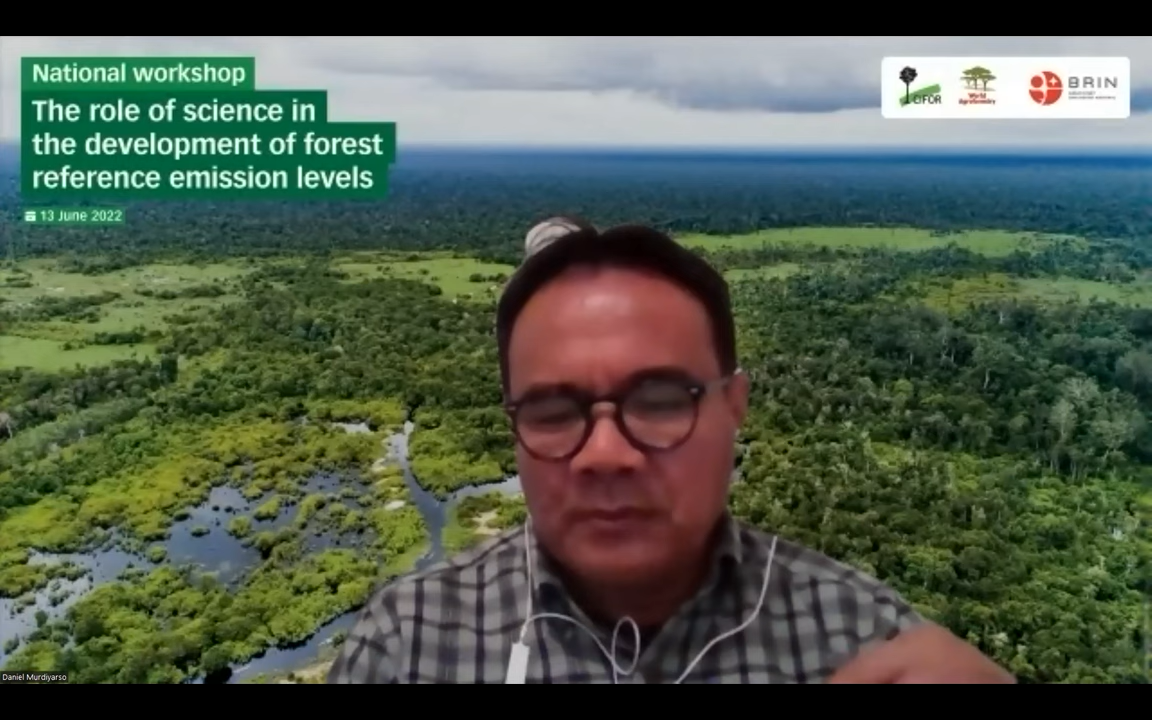 National workshop
The role of science in
the development of forest
reference emission levels
13 June 2022
CIFOR
World
Agroforestry
BRIN
Daniel Murdiyarso